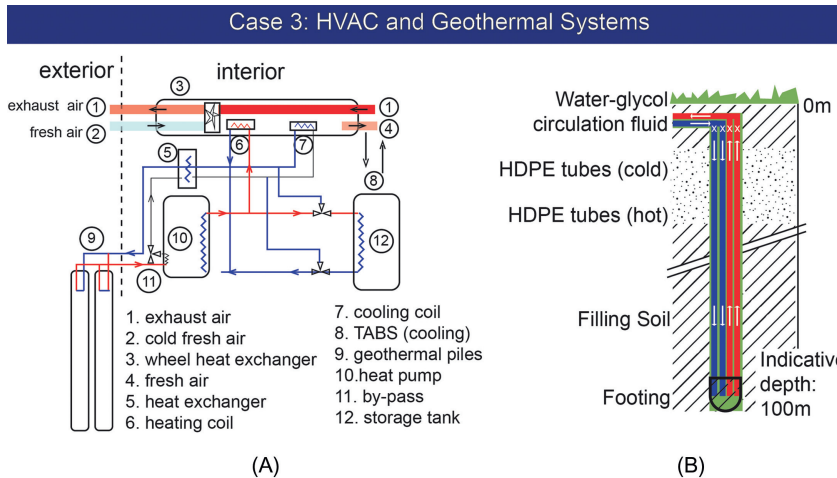 Case 3: HVAC and Geothermal Systems
exterior
interior
3
exhaust air 1
1
fresh air 2
4
5
6
7
8
9
10
11
12
1. exhaust air
2. cold fresh air
3. wheel heat exchanger
4. fresh air
5. heat exchanger
6. heating coil
7. cooling coil
8. TABS (cooling)
9. geothermal piles
10.heat pump
11. by-pass
12. storage tank
(A)
Water-glycol
circulation fluid
0m
x x x x
HDPE tubes (cold)
HDPE tubes (hot)
Filling Soil
Footing
Indicative
depth:
100m
(B)